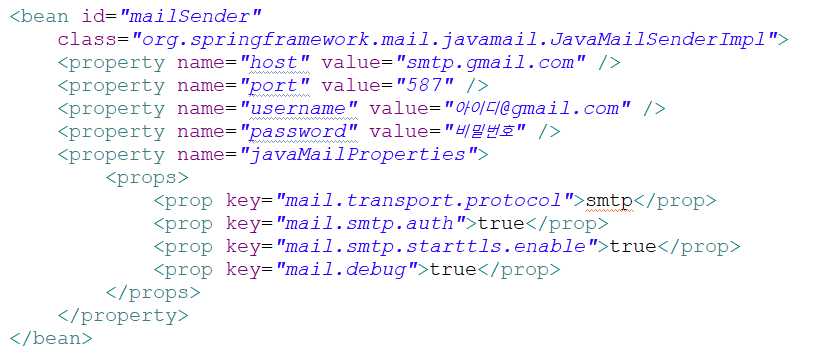 <bean id="mailSender"
    class="org.springframework.mail.javamail.JavaMailSenderImpl">
    <property name="host" value="smtp.gmail.com" />
    <property name="port" value="587" />
    <property name="username" value="아이디@gmail.com" />
    <property name="password" value="비밀번호" />
    <property name="javaMailProperties">
        <props>
            <prop key="mail.transport.protocol">smtp</prop>
            <prop key="mail.smtp.auth">true</prop>
            <prop key="mail.smtp.starttls.enable">true</prop>
            <prop key="mail.debug">true</prop>
        </props>
    </property>
</bean>